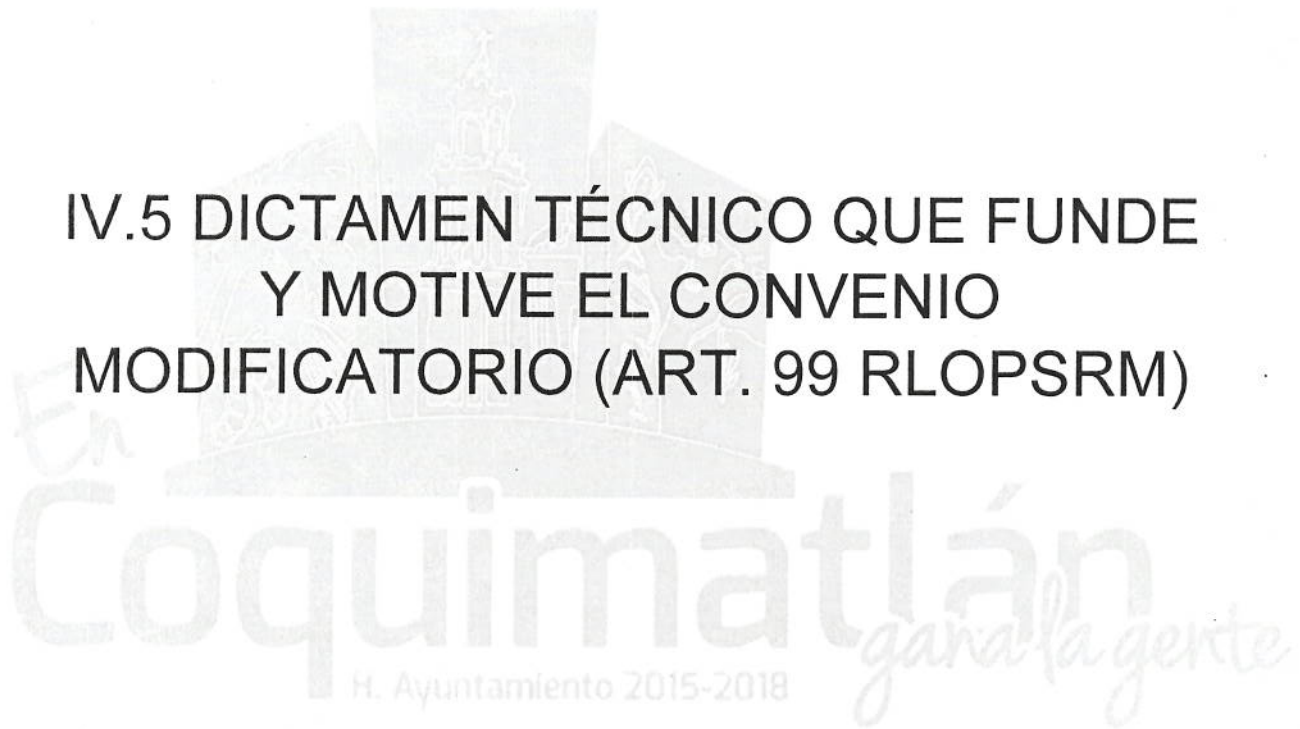 IV.5 DICTAMEN TÉCNICO QUE FUNDE
Y MOTIVE EL CONVENIO
MODIFICATORIO (ART. 99 RLOPSRM)
En
Coquimatlán
gana la gente
H. Ayuntamiento 2015-2018